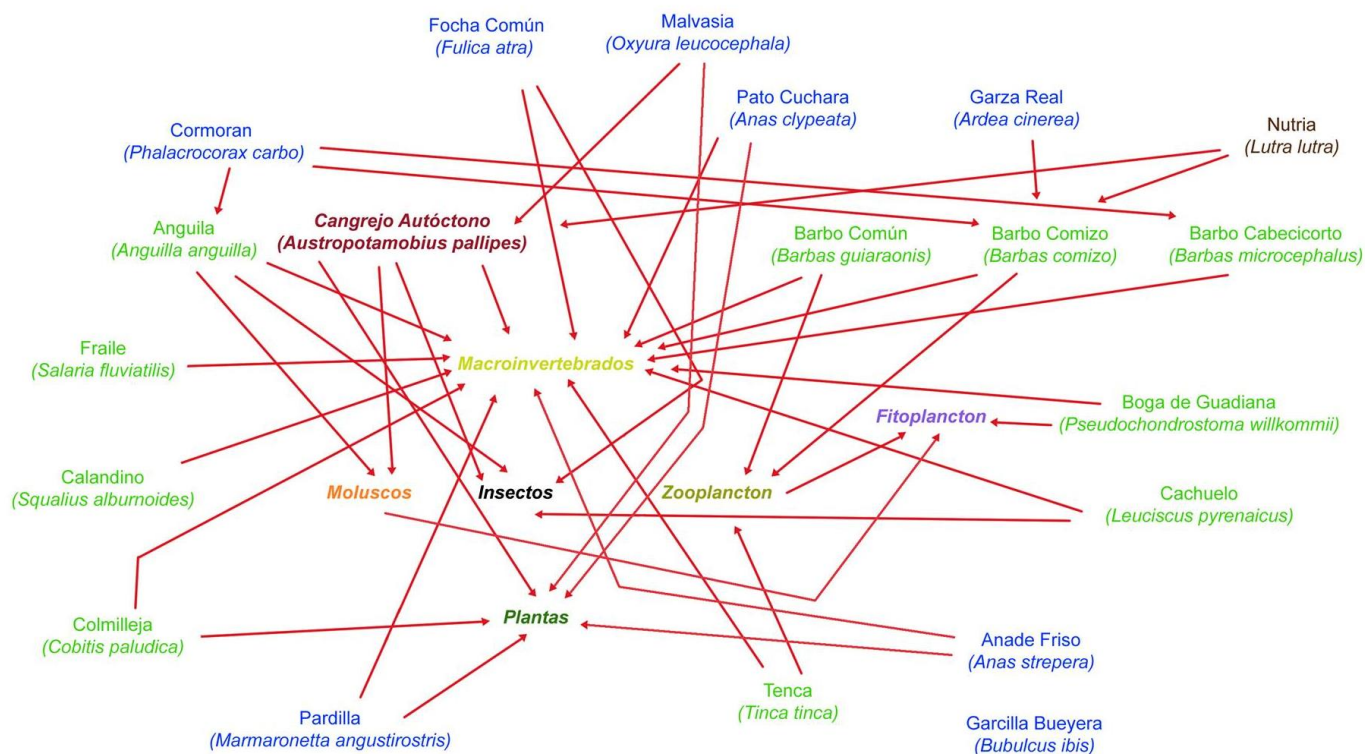 Focha Común
(Fulica atra)
Malvasia
(Oxyura leucocephala)
Pato Cuchara
(Anas clypeata)
Garza Real
(Ardea cinerea)
Nutria
(Lutra lutra)
Cormoran
(Phalacrocorax carbo)
Anguila
(Anguilla anguilla)
Cangrejo Autóctono
(Austropotamobius pallipes)
Barbo Común
(Barbas guiaraonis)
Barbo Comizo
(Barbas comizo)
Barbo Cabecicorto
(Barbas microcephalus)
Fraile
(Salaria fluviatilis)
Macroinvertebrados
Boga de Guadiana
(Pseudochondrostoma willkommii)
Fitoplancton
Calandino
(Squalius alburnoides)
Moluscos
Insectos
Zooplancton
Cachuelo
(Leuciscus pyrenaicus)
Colmilleja
(Cobitis paludica)
Plantas
Anade Friso
(Anas strepera)
Tenca
(Tinca tinca)
Pardilla
(Marmaronetta angustirostris)
Garcilla Bueyera
(Bubulcus ibis)